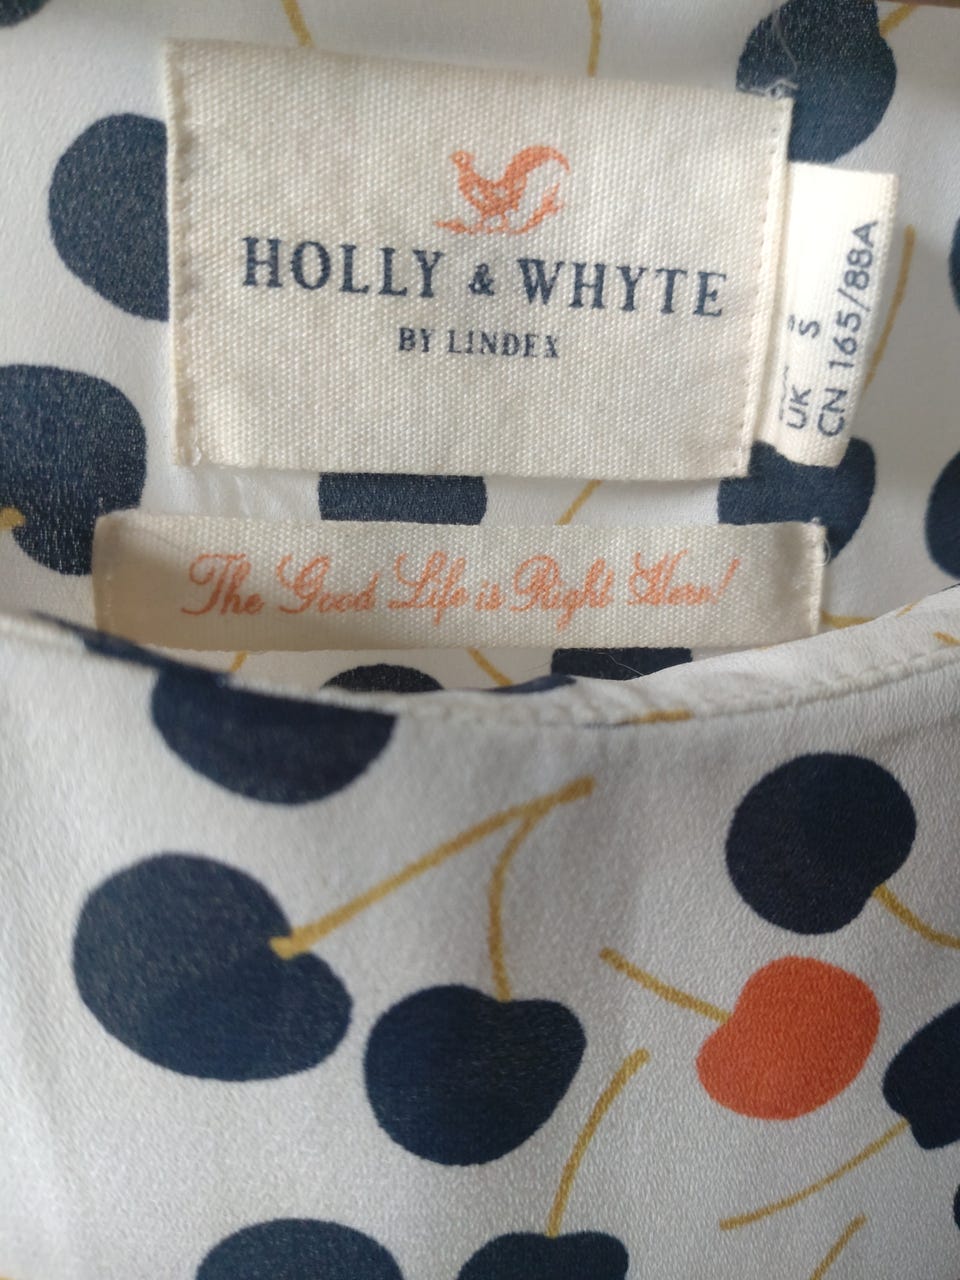 HOLLY & WHYTE
BY LINDEX
UK S
CN 165/88A
The Good Life is Right Here!